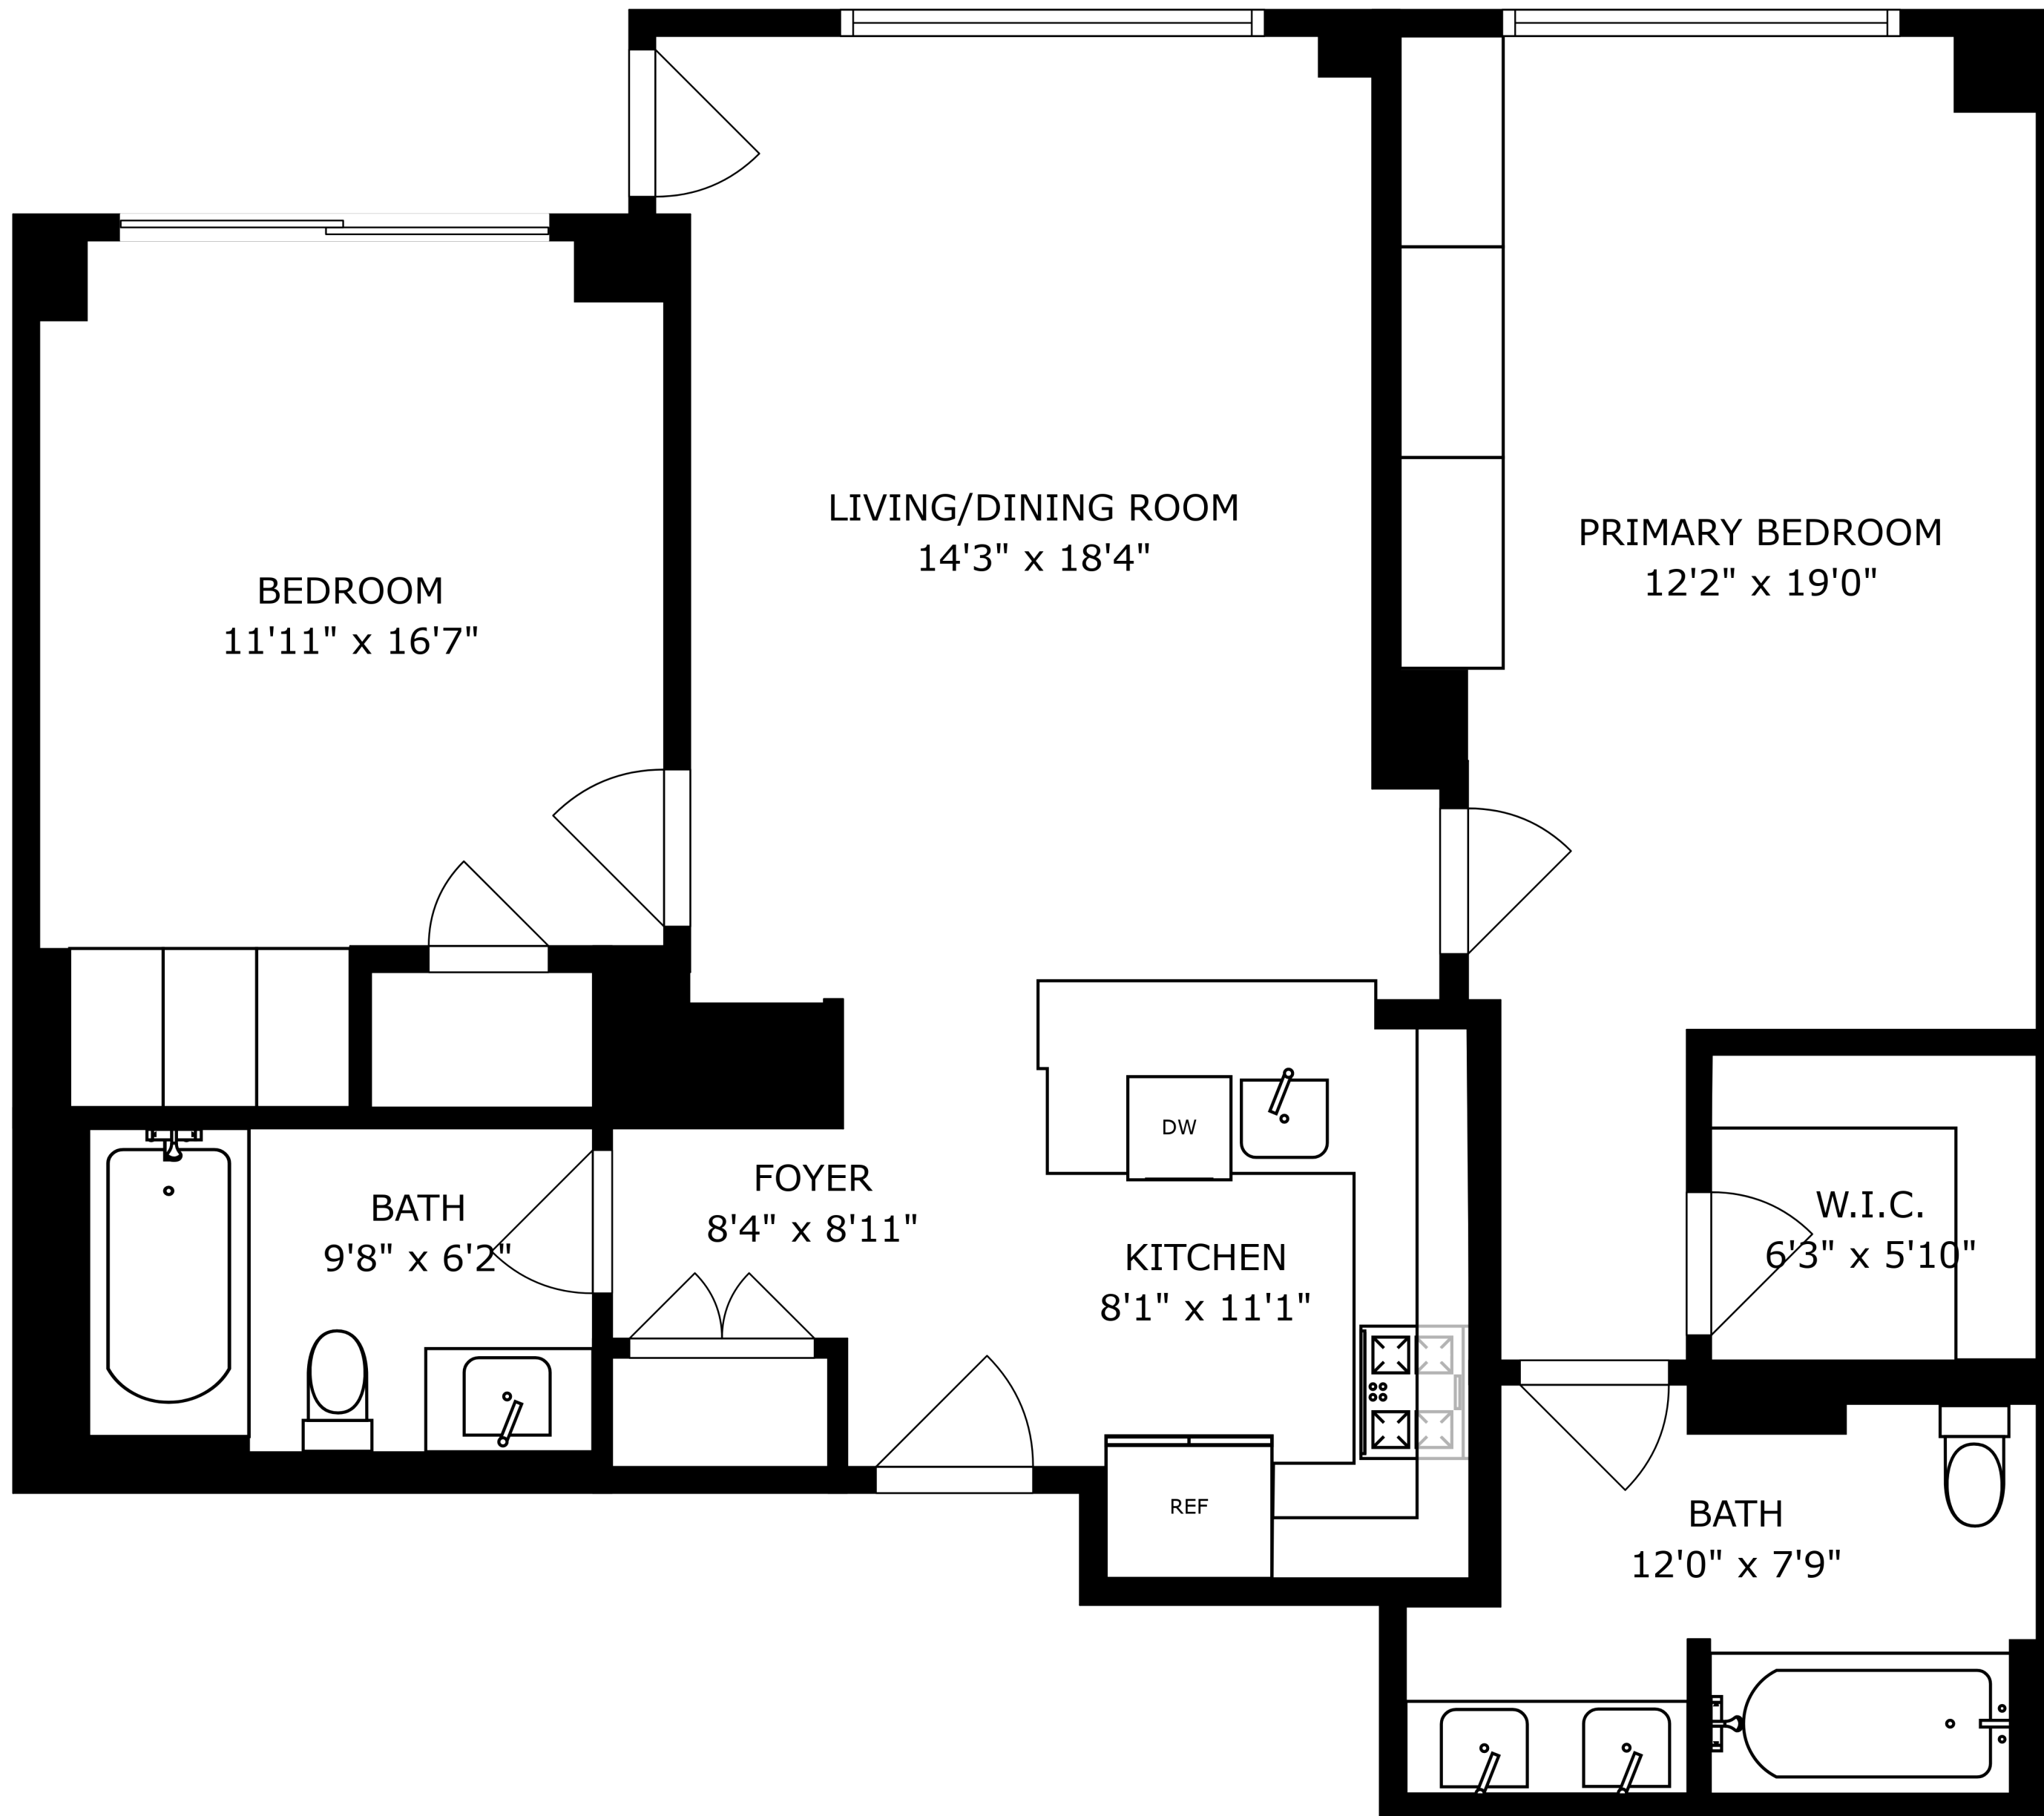 LIVING/DINING ROOM
14'3" x 18'4"
PRIMARY BEDROOM
12'2" x 19'0"
BEDROOM
11'11" x 16'7"
DW
FOYER
8'4" x 8'11"
BATH
9'8" x 6'2"
W.I.C.
6'3" x 5'10"
KITCHEN
8'1" x 11'1"
REF
BATH
12'0" x 7'9"